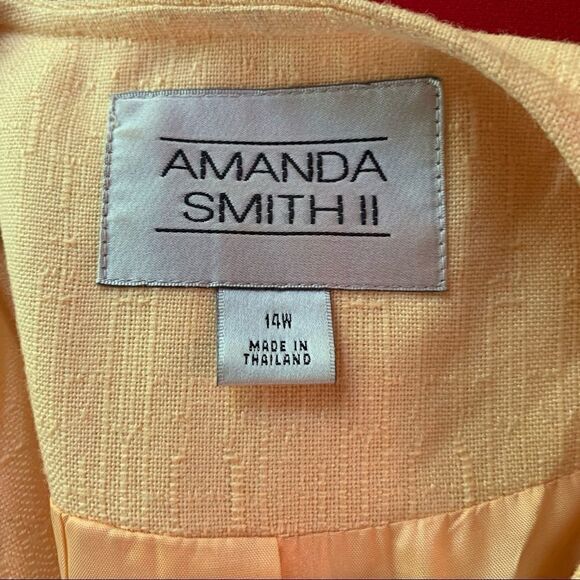 AMANDA
SMITH II
14W
MADE IN
THAILAND